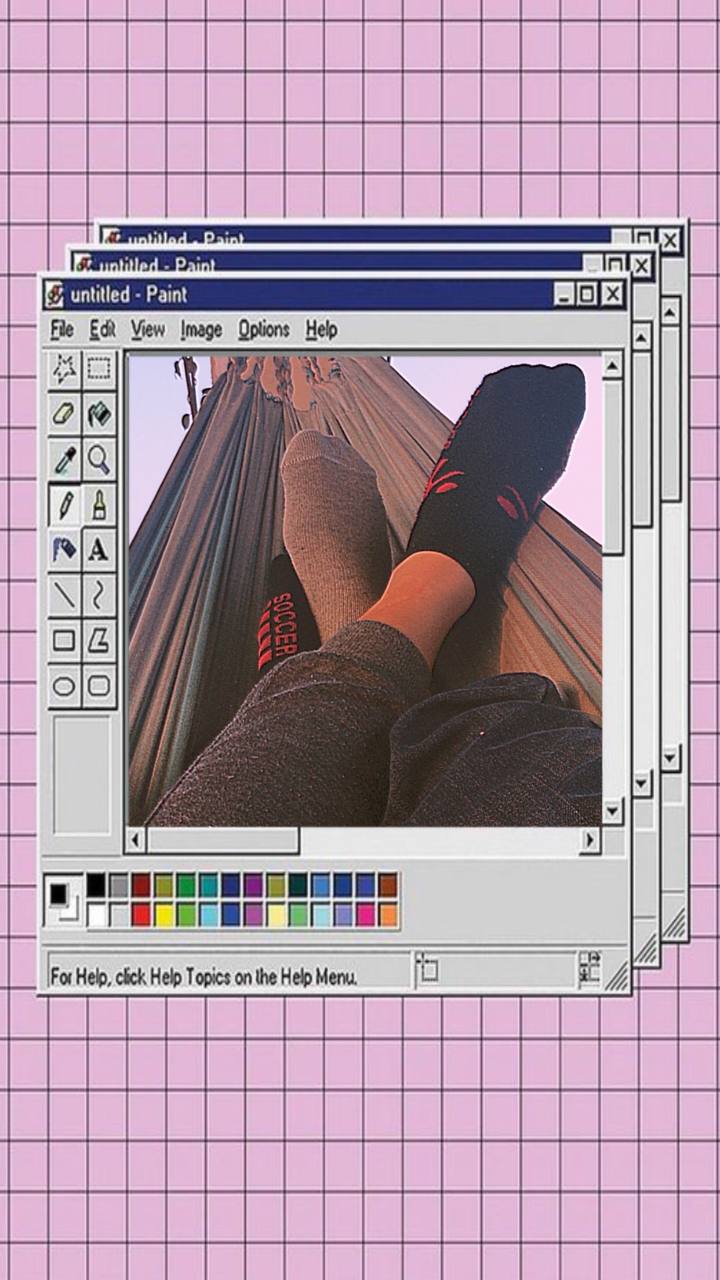 untitled - Paint
untitled - Paint
untitled - Paint
File Edit View Image Options Help
A
SOCCER
For Help, click Help Topics on the Help Menu.